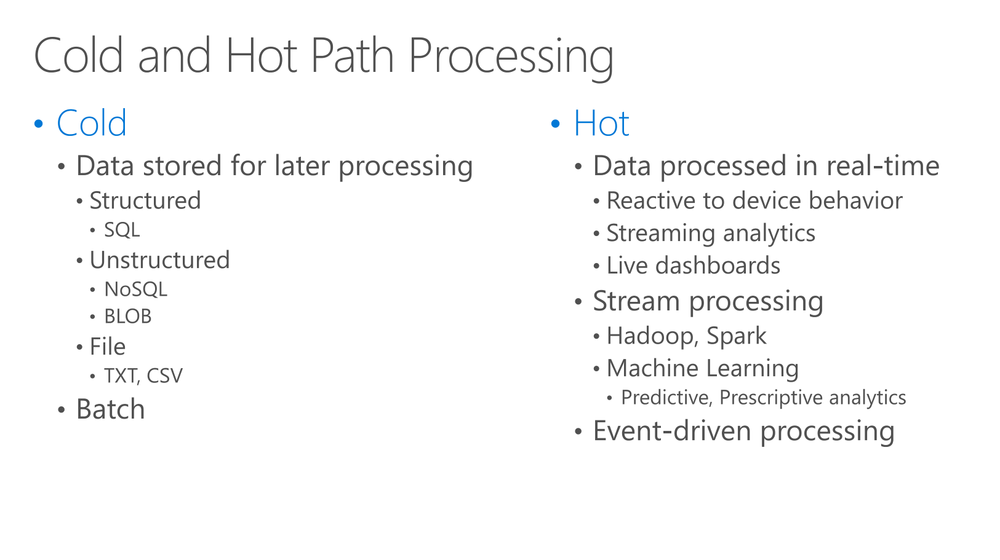 Cold and Hot Path Processing
• Cold
• Data stored for later processing
• Structured
• SQL
• Unstructured
• NoSQL
• BLOB
• File
• TXT, CSV
• Batch
• Hot
• Data processed in real-time
• Reactive to device behavior
• Streaming analytics
• Live dashboards
• Stream processing
• Hadoop, Spark
• Machine Learning
• Predictive, Prescriptive analytics
• Event-driven processing